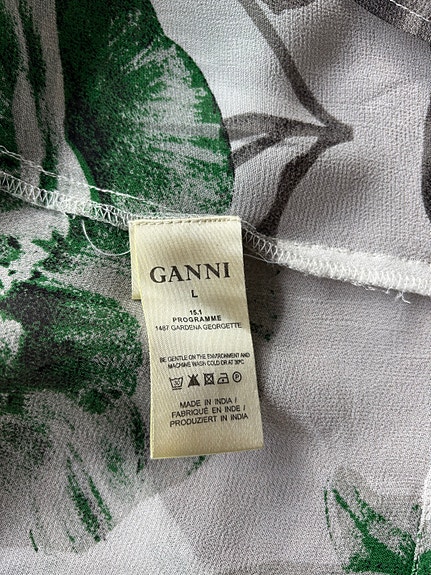 GANNI
L
15.1
PROGRAMME
1487 GARDENA GEORGETTE
BE GENTLE ON THE ENVIRONMENT AND
MACHINE WASH COLD OR AT 30ºC
MADE IN INDIA /
FABRIQUÉ EN INDE /
PRODUZIERT IN INDIA